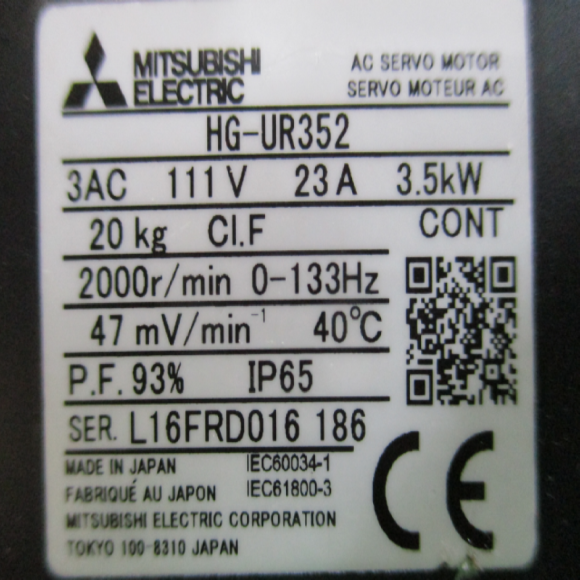 MITSUBISHI
ELECTRIC
AC SERVO MOTOR
SERVO MOTEUR AC
HG-UR352
3AC 111V 23A 3.5kW
20kg Cl.F CONT
2000r/min 0-133Hz
47 mV/min⁻¹ 40℃
P.F. 93% IP65
SER. L16FRD016 186
MADE IN JAPAN IEC60034-1
FABRIQUÉ AU JAPON IEC61800-3
MITSUBISHI ELECTRIC CORPORATION
TOKYO 100-8310 JAPAN
CE